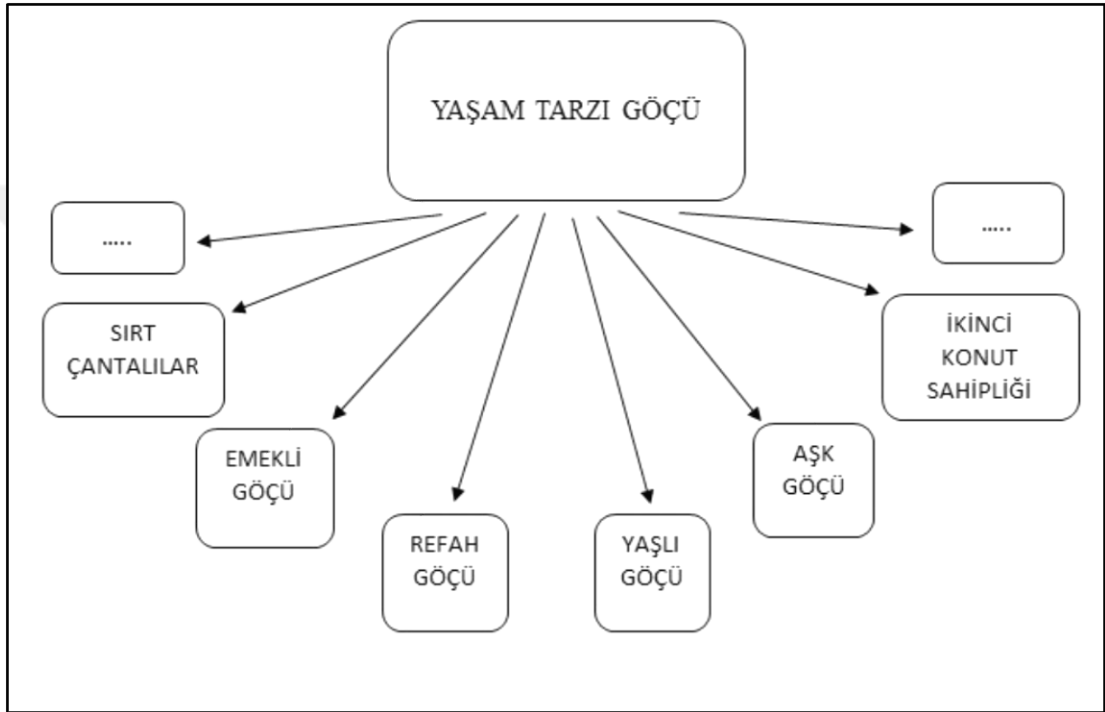 YAŞAM TARZI GÖÇÜ
…..
…..
SIRT
ÇANTALILAR
İKİNCİ
KONUT
SAHİPLİĞİ
EMEKLİ
GÖÇÜ
AŞK
GÖÇÜ
REFAH
GÖÇÜ
YAŞLI
GÖÇÜ